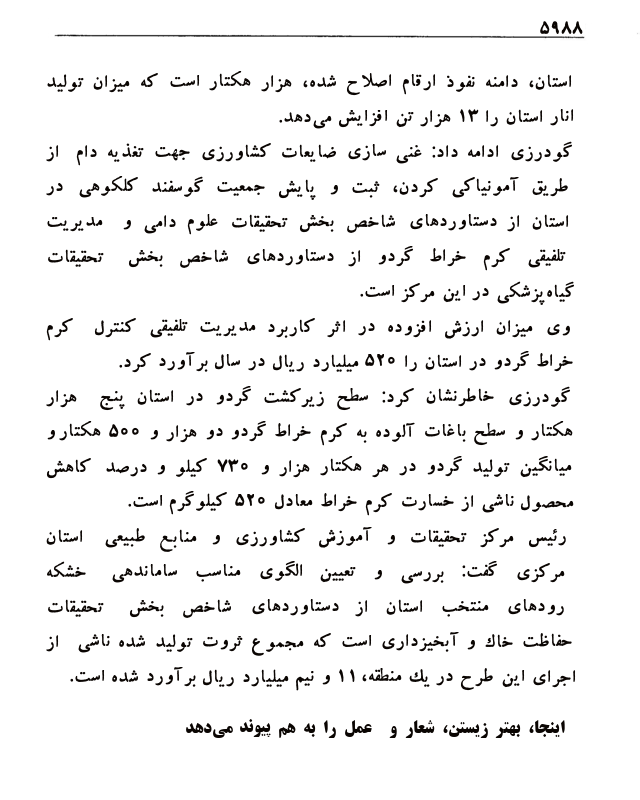 ۵۹۸۸
استان، دامنه نفوذ ارقام اصلاح شده، هزار هکتار است که میزان تولید
انار استان را ۱۳ هزار تن افزایش می‌دهد.
گودرزی ادامه داد: غنی سازی ضایعات کشاورزی جهت تغذیه دام از
طریق آمونیاکی کردن، ثبت و پایش جمعیت گوسفند کلکوهی در
استان از دستاوردهای شاخص بخش تحقیقات علوم دامی و مدیریت
تلفیقی کرم خراط گردو از دستاوردهای شاخص بخش تحقیقات
گیاه‌پزشکی در این مرکز است.
وی میزان ارزش افزوده در اثر کاربرد مدیریت تلفیقی کنترل کرم
خراط گردو در استان را ۵۲۰ میلیارد ریال در سال برآورد کرد.
گودرزی خاطرنشان کرد: سطح زیرکشت گردو در استان پنج هزار
هکتار و سطح باغات آلوده به کرم خراط گردو دو هزار و ۵۰۰ هکتار و
میانگین تولید گردو در هر هکتار هزار و ۷۳۰ کیلو و درصد کاهش
محصول ناشی از خسارت کرم خراط معادل ۵۲۰ کیلوگرم است.
رئیس مرکز تحقیقات و آموزش کشاورزی و منابع طبیعی استان
مرکزی گفت: بررسی و تعیین الگوی مناسب ساماندهی خشکه
رودهای منتخب استان از دستاوردهای شاخص بخش تحقیقات
حفاظت خاك و آبخیزداری است که مجموع ثروت تولید شده ناشی از
اجرای این طرح در یك منطقه، ۱۱ و نیم میلیارد ریال برآورد شده است.
اینجا، بهتر زیستن، شعار و عمل را به هم پیوند می‌دهد